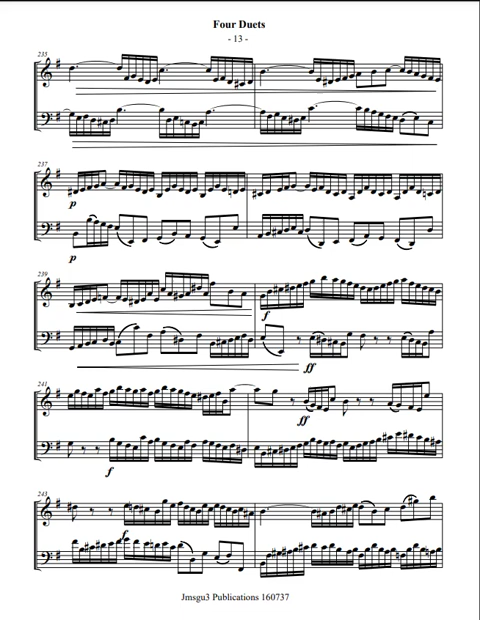 Four Duets
- 13 -
235
237
p
p
239
f
ff
241
ff
f
243
f
Jmsgu3 Publications 160737